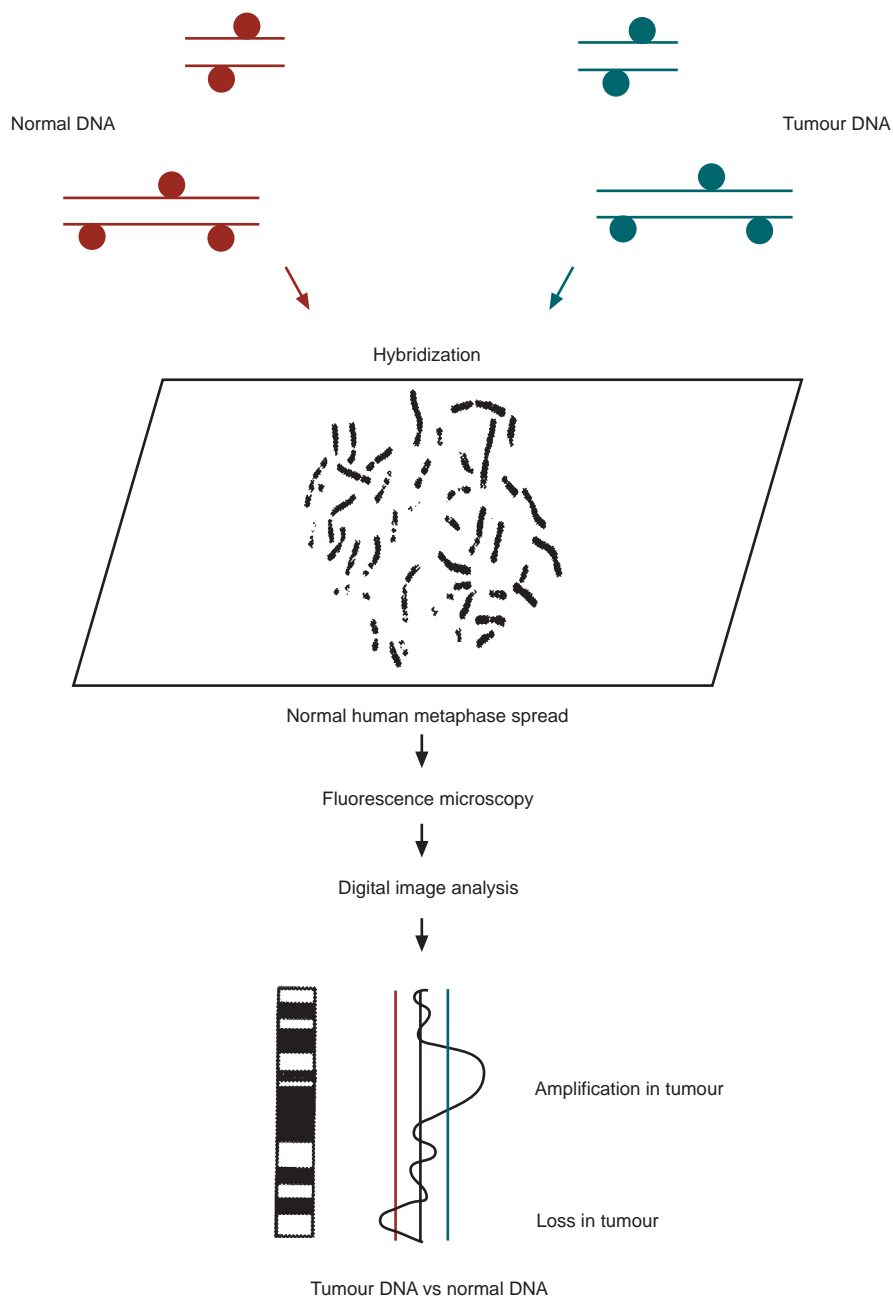 Normal DNA
Tumour DNA
Hybridization
Normal human metaphase spread
Fluorescence microscopy
Digital image analysis
Amplification in tumour
Loss in tumour
Tumour DNA vs normal DNA